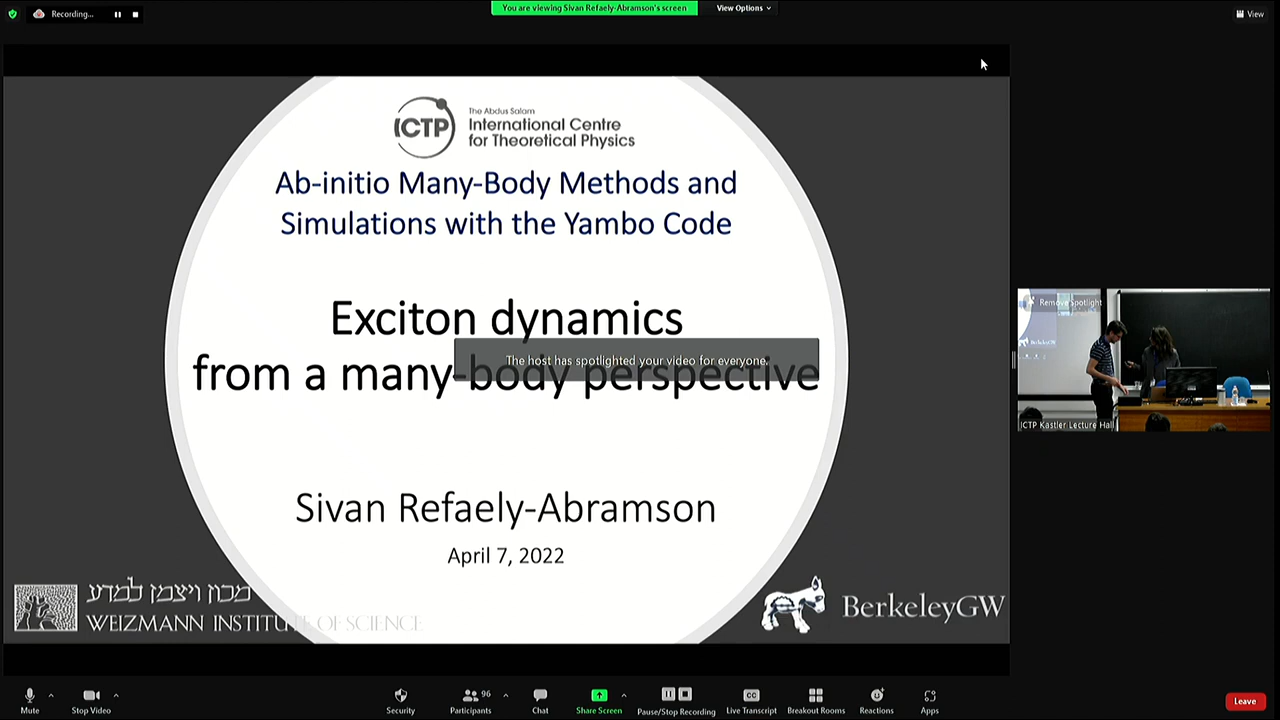 Recording...
You are viewing Sivan Refaely-Abramson's screen
View Options
View
ICTP
The Abdus Salam
International Centre
for Theoretical Physics
Ab-initio Many-Body Methods and
Simulations with the Yambo Code
Exciton dynamics
from a many-body perspective
The host has spotlighted your video for everyone.
Sivan Refaely-Abramson
April 7, 2022
מכון ויצמן למדע
WEIZMANN INSTITUTE OF SCIENCE
BerkeleyGW
Remove Spotlight
BerkeleyGW
ICTP Kastler Lecture Hall
Mute
Stop Video
Security
96
Participants
Chat
Share Screen
Pause/Stop Recording
CC
Live Transcript
Breakout Rooms
Reactions
Apps
Leave